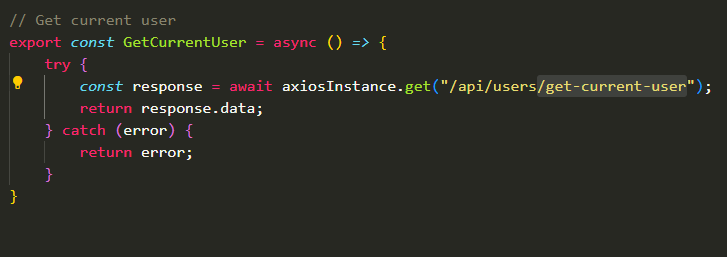 // Get current user
export const GetCurrentUser = async () => {
    try {
        const response = await axiosInstance.get("/api/users/get-current-user");
        return response.data;
    } catch (error) {
        return error;
    }
}